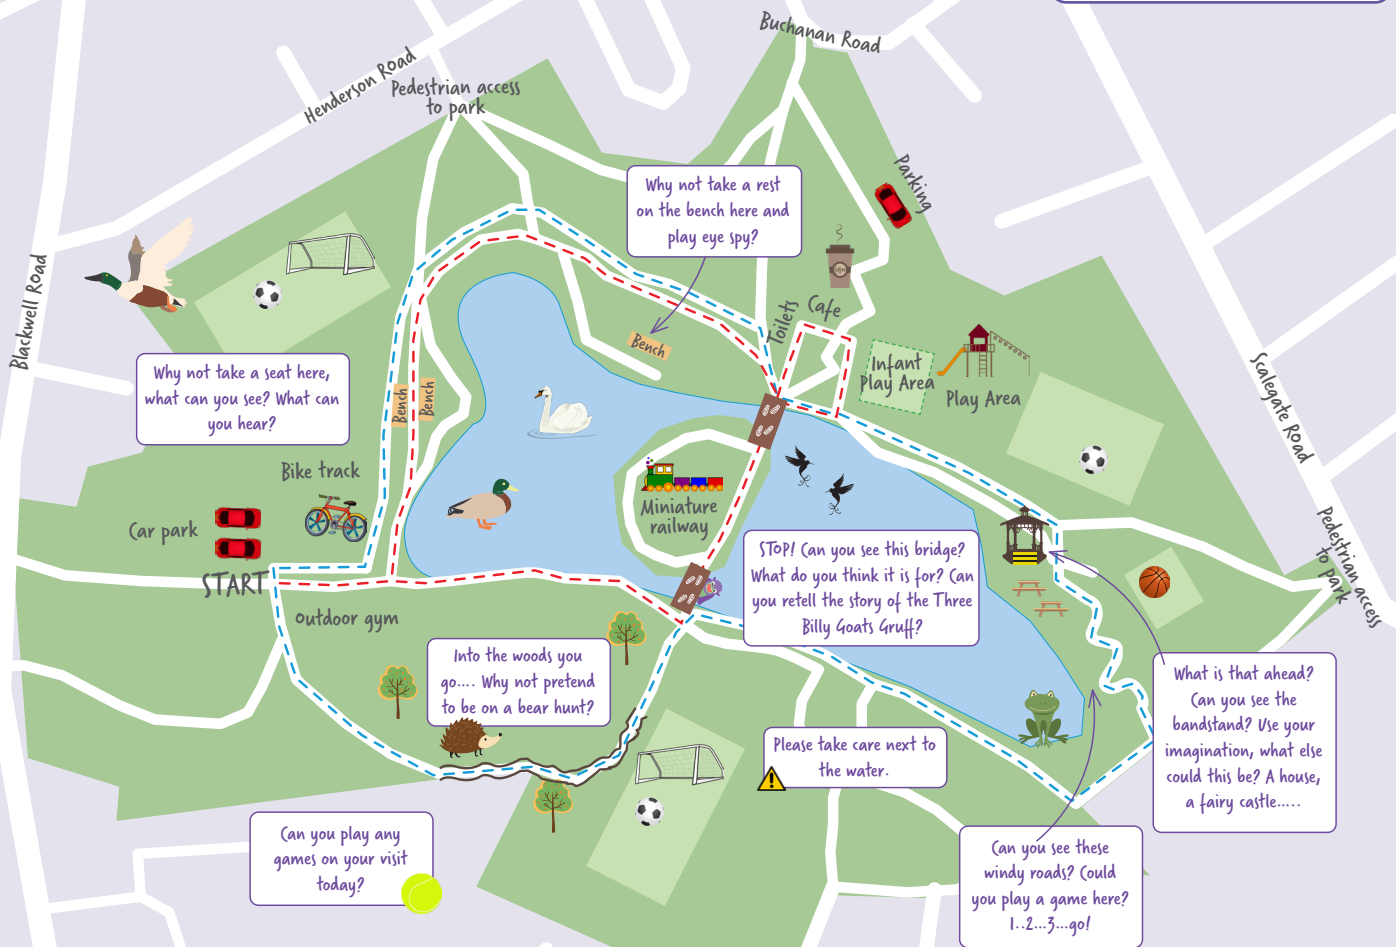 Buchanan Road
Henderson Road
Pedestrian access
to park
Parking
Why not take a rest
on the bench here and
play eye spy?
Blackwell Road
Toilets
Cafe
Coffee
Bench
Infant
Play Area
Play Area
Scalegate Road
Why not take a seat here,
what can you see? What can
you hear?
Bench
Bench
Bike track
Car park
START
Miniature
railway
Pedestrian access
to park
STOP! Can you see this bridge?
What do you think it is for? Can
you retell the story of the Three
Billy Goats Gruff?
Outdoor gym
Into the woods you
go.... Why not pretend
to be on a bear hunt?
What is that ahead?
Can you see the
bandstand? Use your
imagination, what else
could this be? A house,
a fairy castle.....
Please take care next to
the water.
Can you play any
games on your visit
today?
Can you see these
windy roads? Could
you play a game here?
1..2...3...go!